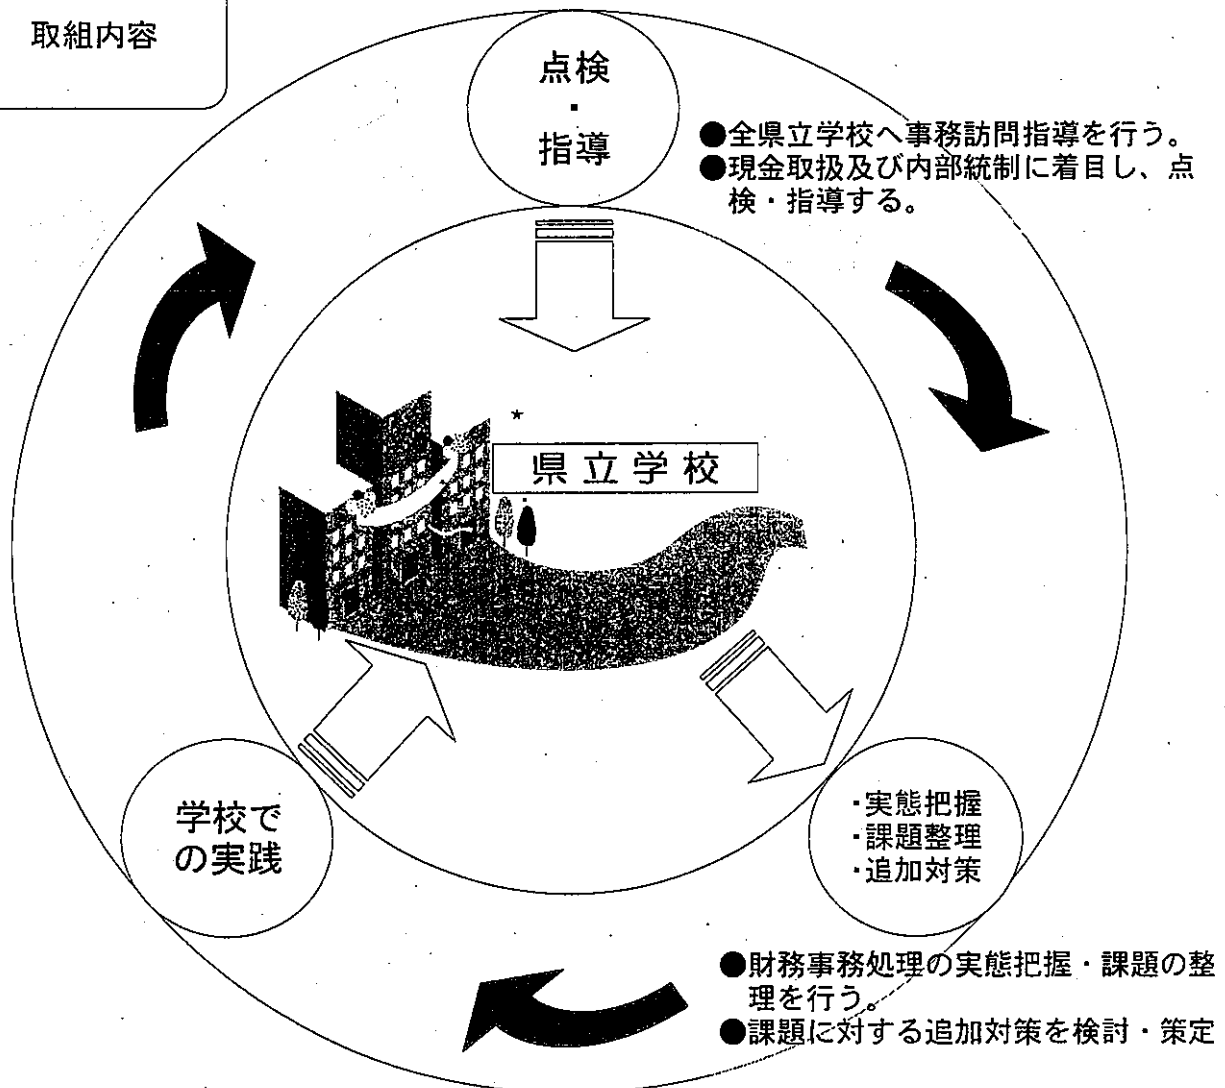 取組内容
点検
・
指導
●全県立学校へ事務訪問指導を行う。
●現金取扱及び内部統制に着目し、点
検・指導する。
県立学校
学校で
の実践
・実態把握
・課題整理
・追加対策
●財務事務処理の実態把握・課題の整
理を行う。
●課題に対する追加対策を検討・策定